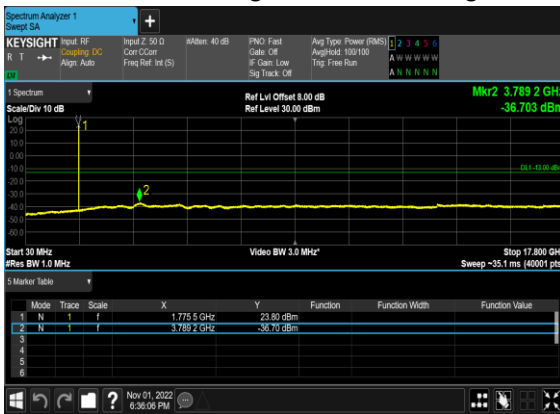 Spectrum Analyzer 1
Swept SA
KEYSIGHT Input: RF Input Z: 50 Ω #Atten: 40 dB PNO: Fast Avg Type: Power (RMS) 1 2 3 4 5 6
R T Coupling: DC Corr CCorr Gate: Off Avg|Hold: 100/100 A W W W W W
Align: Auto Freq Ref: Int (S) IF Gain: Low Trig: Free Run
Sig Track: Off A N N N N N
LV
1 Spectrum Ref Lvl Offset 8.00 dB Mkr2 3.789 2 GHz
Scale/Div 10 dB Ref Level 30.00 dBm -36.703 dBm
Log
20.0 1
10.0
0.00
-10.0 DL1 -13.00 dBm
-20.0
-30.0 2
-40.0
-50.0
-60.0
Start 30 MHz Video BW 3.0 MHz* Stop 17.800 GH
#Res BW 1.0 MHz Sweep ~35.1 ms (40001 pts
5 Marker Table
Mode Trace Scale X Y Function Function Width Function Value
1 N 1 f 1.775 5 GHz 23.80 dBm
2 N 1 f 3.789 2 GHz -36.70 dBm
3
4
5
6
? Nov 01, 2022
6:36:06 PM